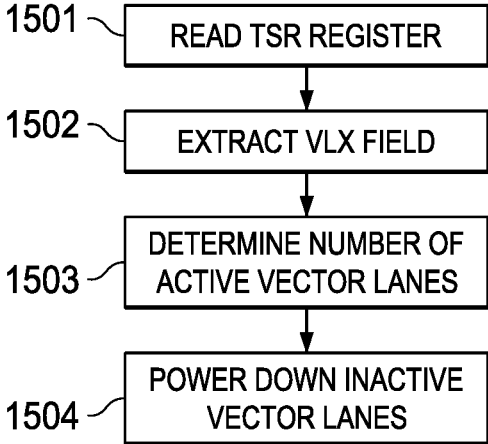 1501
READ TSR REGISTER
1502
EXTRACT VLX FIELD
1503
DETERMINE NUMBER OF
ACTIVE VECTOR LANES
1504
POWER DOWN INACTIVE
VECTOR LANES